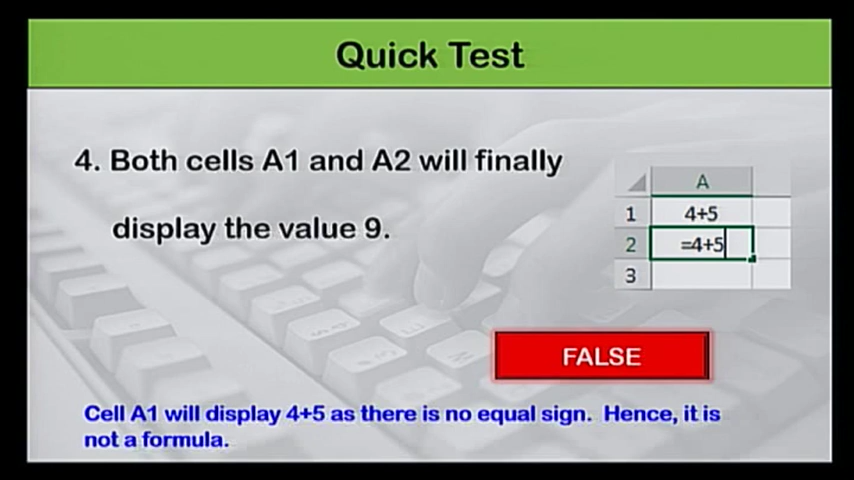 Quick Test
4. Both cells A1 and A2 will finally
display the value 9.
A
1 4+5
2 =4+5
3
FALSE
Cell A1 will display 4+5 as there is no equal sign. Hence, it is
not a formula.